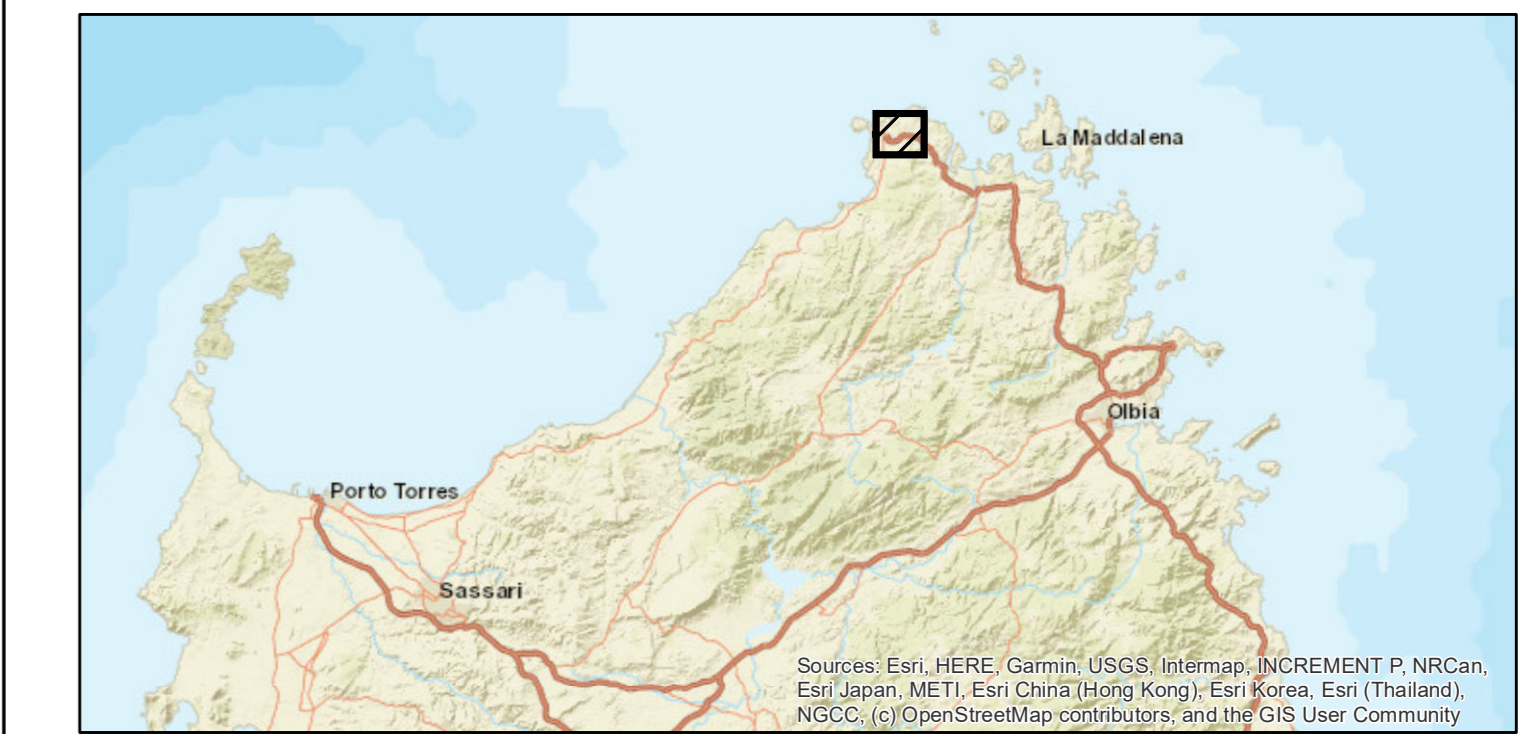 La Maddalena
Olbia
Porto Torres
Sassari
Sources: Esri, HERE, Garmin, USGS, Intermap, INCREMENT P, NRCan,
Esri Japan, METI, Esri China (Hong Kong), Esri Korea, Esri (Thailand),
NGCC, (c) OpenStreetMap contributors, and the GIS User Community